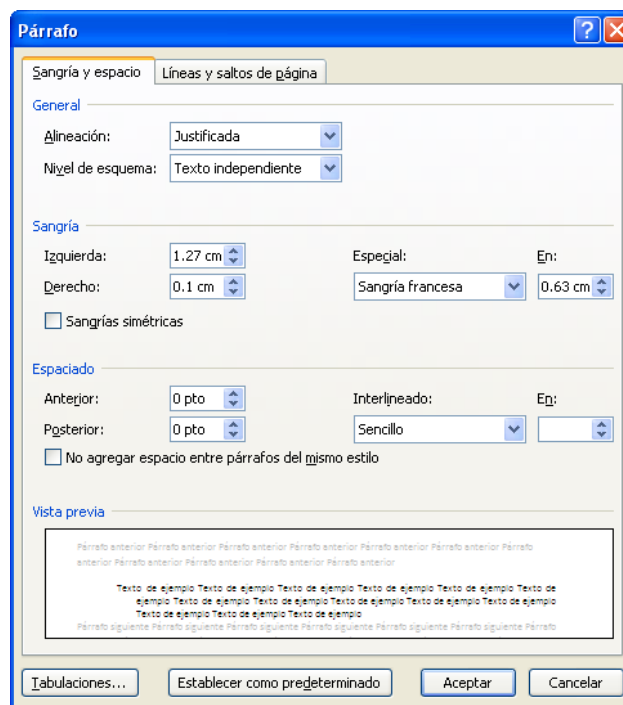 Párrafo
Sangría y espacio Líneas y saltos de página
General
Alineación: Justificada
Nivel de esquema: Texto independiente
Sangría
Izquierda: 1.27 cm Especial: En:
Derecho: 0.1 cm Sangría francesa 0.63 cm
Sangrías simétricas
Espaciado
Anterior: 0 pto Interlineado: En:
Posterior: 0 pto Sencillo
No agregar espacio entre párrafos del mismo estilo
Vista previa
Párrafo anterior Párrafo anterior Párrafo anterior Párrafo anterior Párrafo anterior Párrafo anterior Párrafo
anterior Párrafo anterior Párrafo anterior Párrafo anterior Párrafo anterior
Texto de ejemplo Texto de ejemplo Texto de ejemplo Texto de ejemplo Texto de ejemplo Texto de
ejemplo Texto de ejemplo Texto de ejemplo Texto de ejemplo Texto de ejemplo Texto de ejemplo
Texto de ejemplo Texto de ejemplo Texto de ejemplo
Párrafo siguiente Párrafo siguiente Párrafo siguiente Párrafo siguiente Párrafo siguiente Párrafo
Tabulaciones... Establecer como predeterminado Aceptar Cancelar